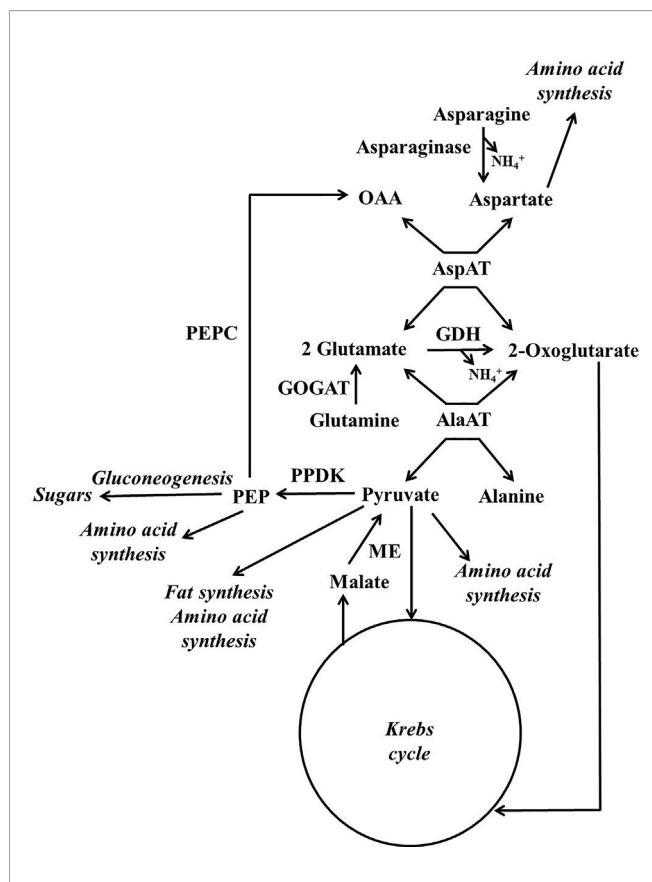 Amino acid
synthesis
Asparagine
Asparaginase
NH₄⁺
OAA
Aspartate
AspAT
PEPC
GDH
2 Glutamate
2-Oxoglutarate
NH₄⁺
GOGAT
Glutamine
AlaAT
Gluconeogenesis
PPDK
Sugars
PEP
Pyruvate
Alanine
Amino acid
synthesis
ME
Malate
Amino acid
synthesis
Fat synthesis
Amino acid
synthesis
Krebs
cycle